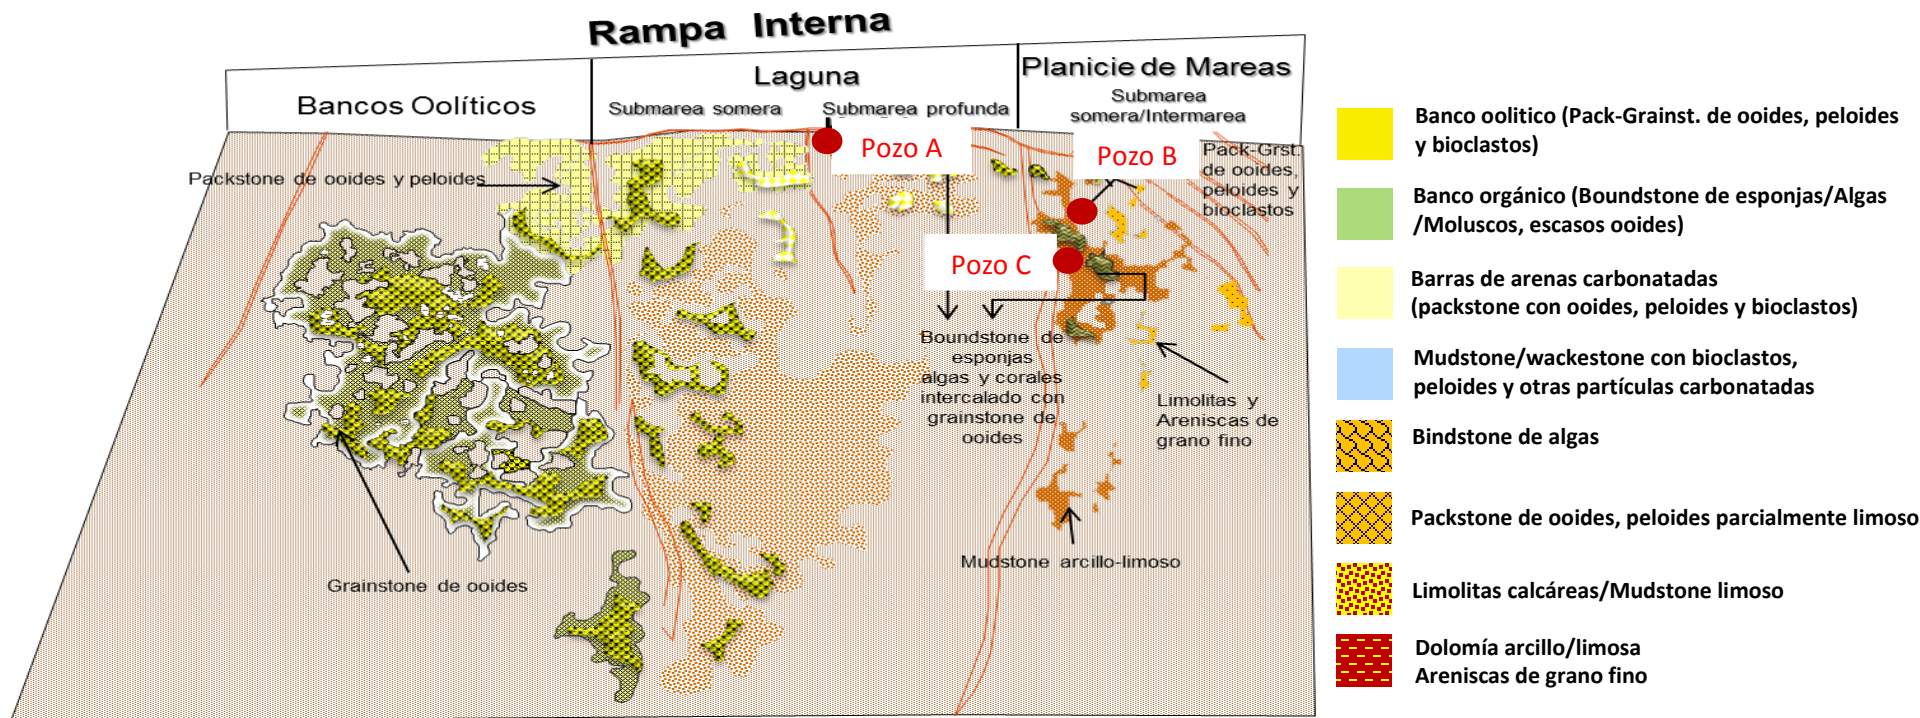 Rampa Interna
Bancos Oolíticos
Laguna
Submarea somera
Submarea profunda
Planicie de Mareas
Submarea
somera/Intermarea
Pozo A
Pozo B
Pozo C
Packstone de ooides y peloides
Pack-Grst.
de ooides,
peloides y
bioclastos
Boundstone de
esponjas
algas y corales
intercalado con
grainstone de
ooides
Limolitas y
Areniscas de
grano fino
Mudstone arcillo-limoso
Grainstone de ooides
Banco oolitico (Pack-Grainst. de ooides, peloides
y bioclastos)
Banco orgánico (Boundstone de esponjas/Algas
/Moluscos, escasos ooides)
Barras de arenas carbonatadas
(packstone con ooides, peloides y bioclastos)
Mudstone/wackestone con bioclastos,
peloides y otras partículas carbonatadas
Bindstone de algas
Packstone de ooides, peloides parcialmente limoso
Limolitas calcáreas/Mudstone limoso
Dolomía arcillo/limosa
Areniscas de grano fino